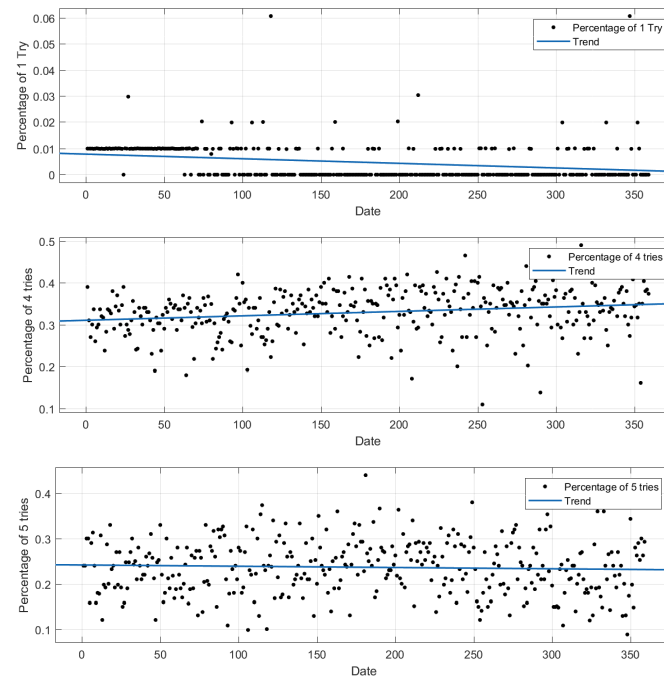 0.06
0.05
0.04
0.03
0.02
0.01
0
Percentage of 1 Try
Percentage of 1 Try
Trend
0 50 100 150 200 250 300 350
Date
0.5
0.4
0.3
0.2
0.1
Percentage of 4 tries
Percentage of 4 tries
Trend
0 50 100 150 200 250 300 350
Date
0.4
0.3
0.2
0.1
Percentage of 5 tries
Percentage of 5 tries
Trend
0 50 100 150 200 250 300 350
Date